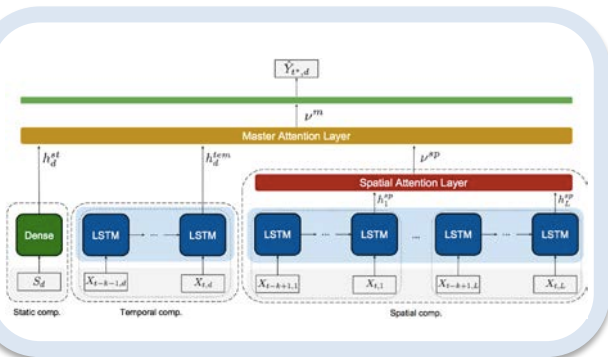 Ŷ_{t*,d}
ν^m
Master Attention Layer
h_d^{st} h_d^{tem} ν^{sp}
Spatial Attention Layer
h_1^{sp} h_L^{sp}
Dense LSTM ... LSTM LSTM ... LSTM ... LSTM ... LSTM
S_d X_{t-k-1,d} X_{t,d} X_{t-k+1,1} X_{t,1} X_{t-k+1,L} X_{t,L}
Static comp. Temporal comp. Spatial comp.